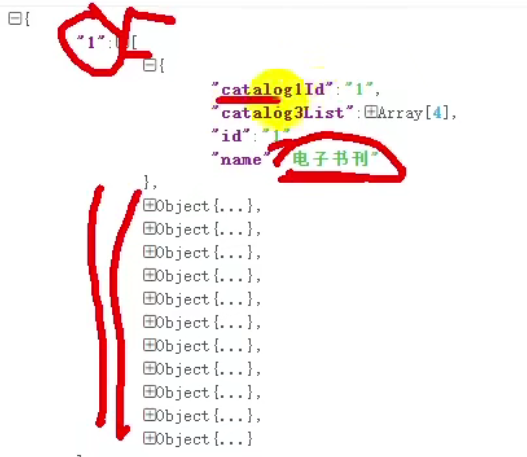 {
"1":[
{
"catalog1Id":"1",
"catalog3List":Array[4],
"id":"1"
"name" "电子书刊"
},
Object{...},
Object{...},
Object{...},
Object{...},
Object{...},
Object{...},
Object{...},
Object{...},
Object{...},
Object{...},
Object{...}